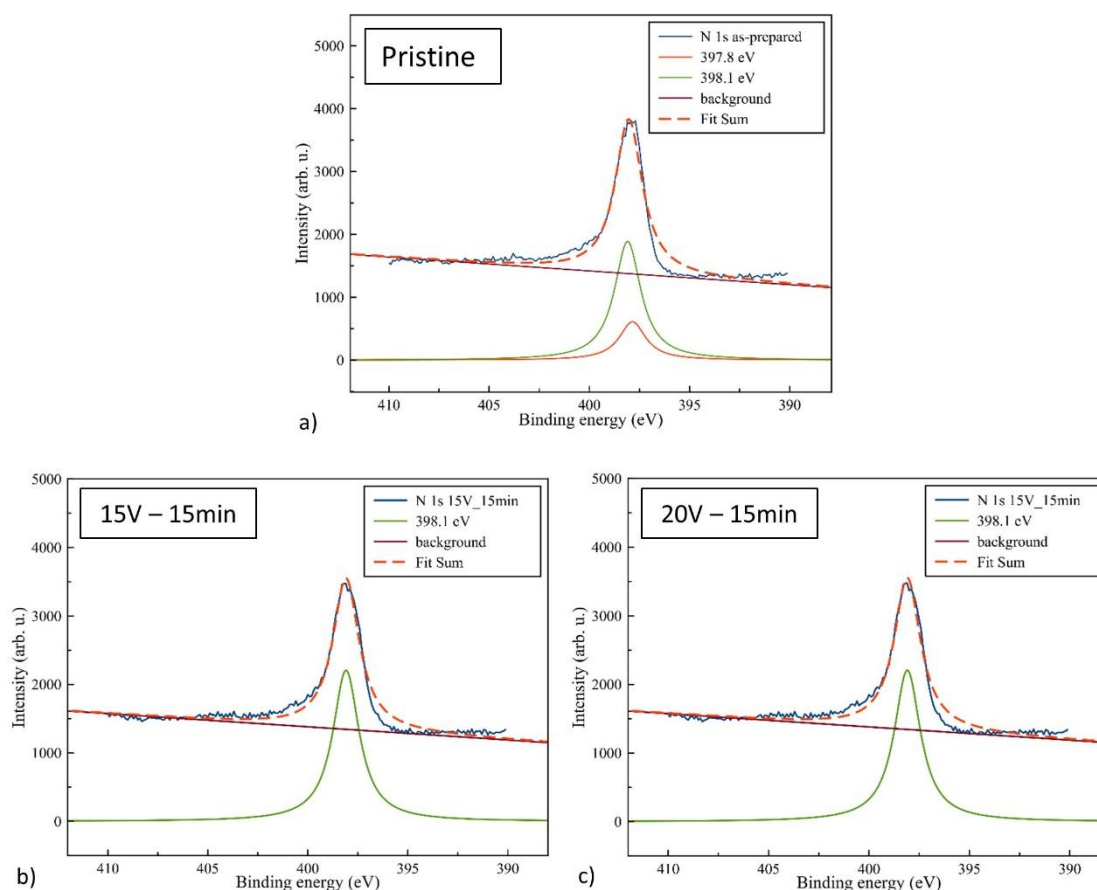 Pristine
N 1s as-prepared
397.8 eV
398.1 eV
background
Fit Sum
5000
4000
3000
2000
1000
0
Intensity (arb. u.)
410
405
400
395
390
Binding energy (eV)
a)
15V – 15min
N 1s 15V_15min
398.1 eV
background
Fit Sum
5000
4000
3000
2000
1000
0
Intensity (arb. u.)
410
405
400
395
390
Binding energy (eV)
b)
20V – 15min
N 1s 15V_15min
398.1 eV
background
Fit Sum
5000
4000
3000
2000
1000
0
Intensity (arb. u.)
410
405
400
395
390
Binding energy (eV)
c)